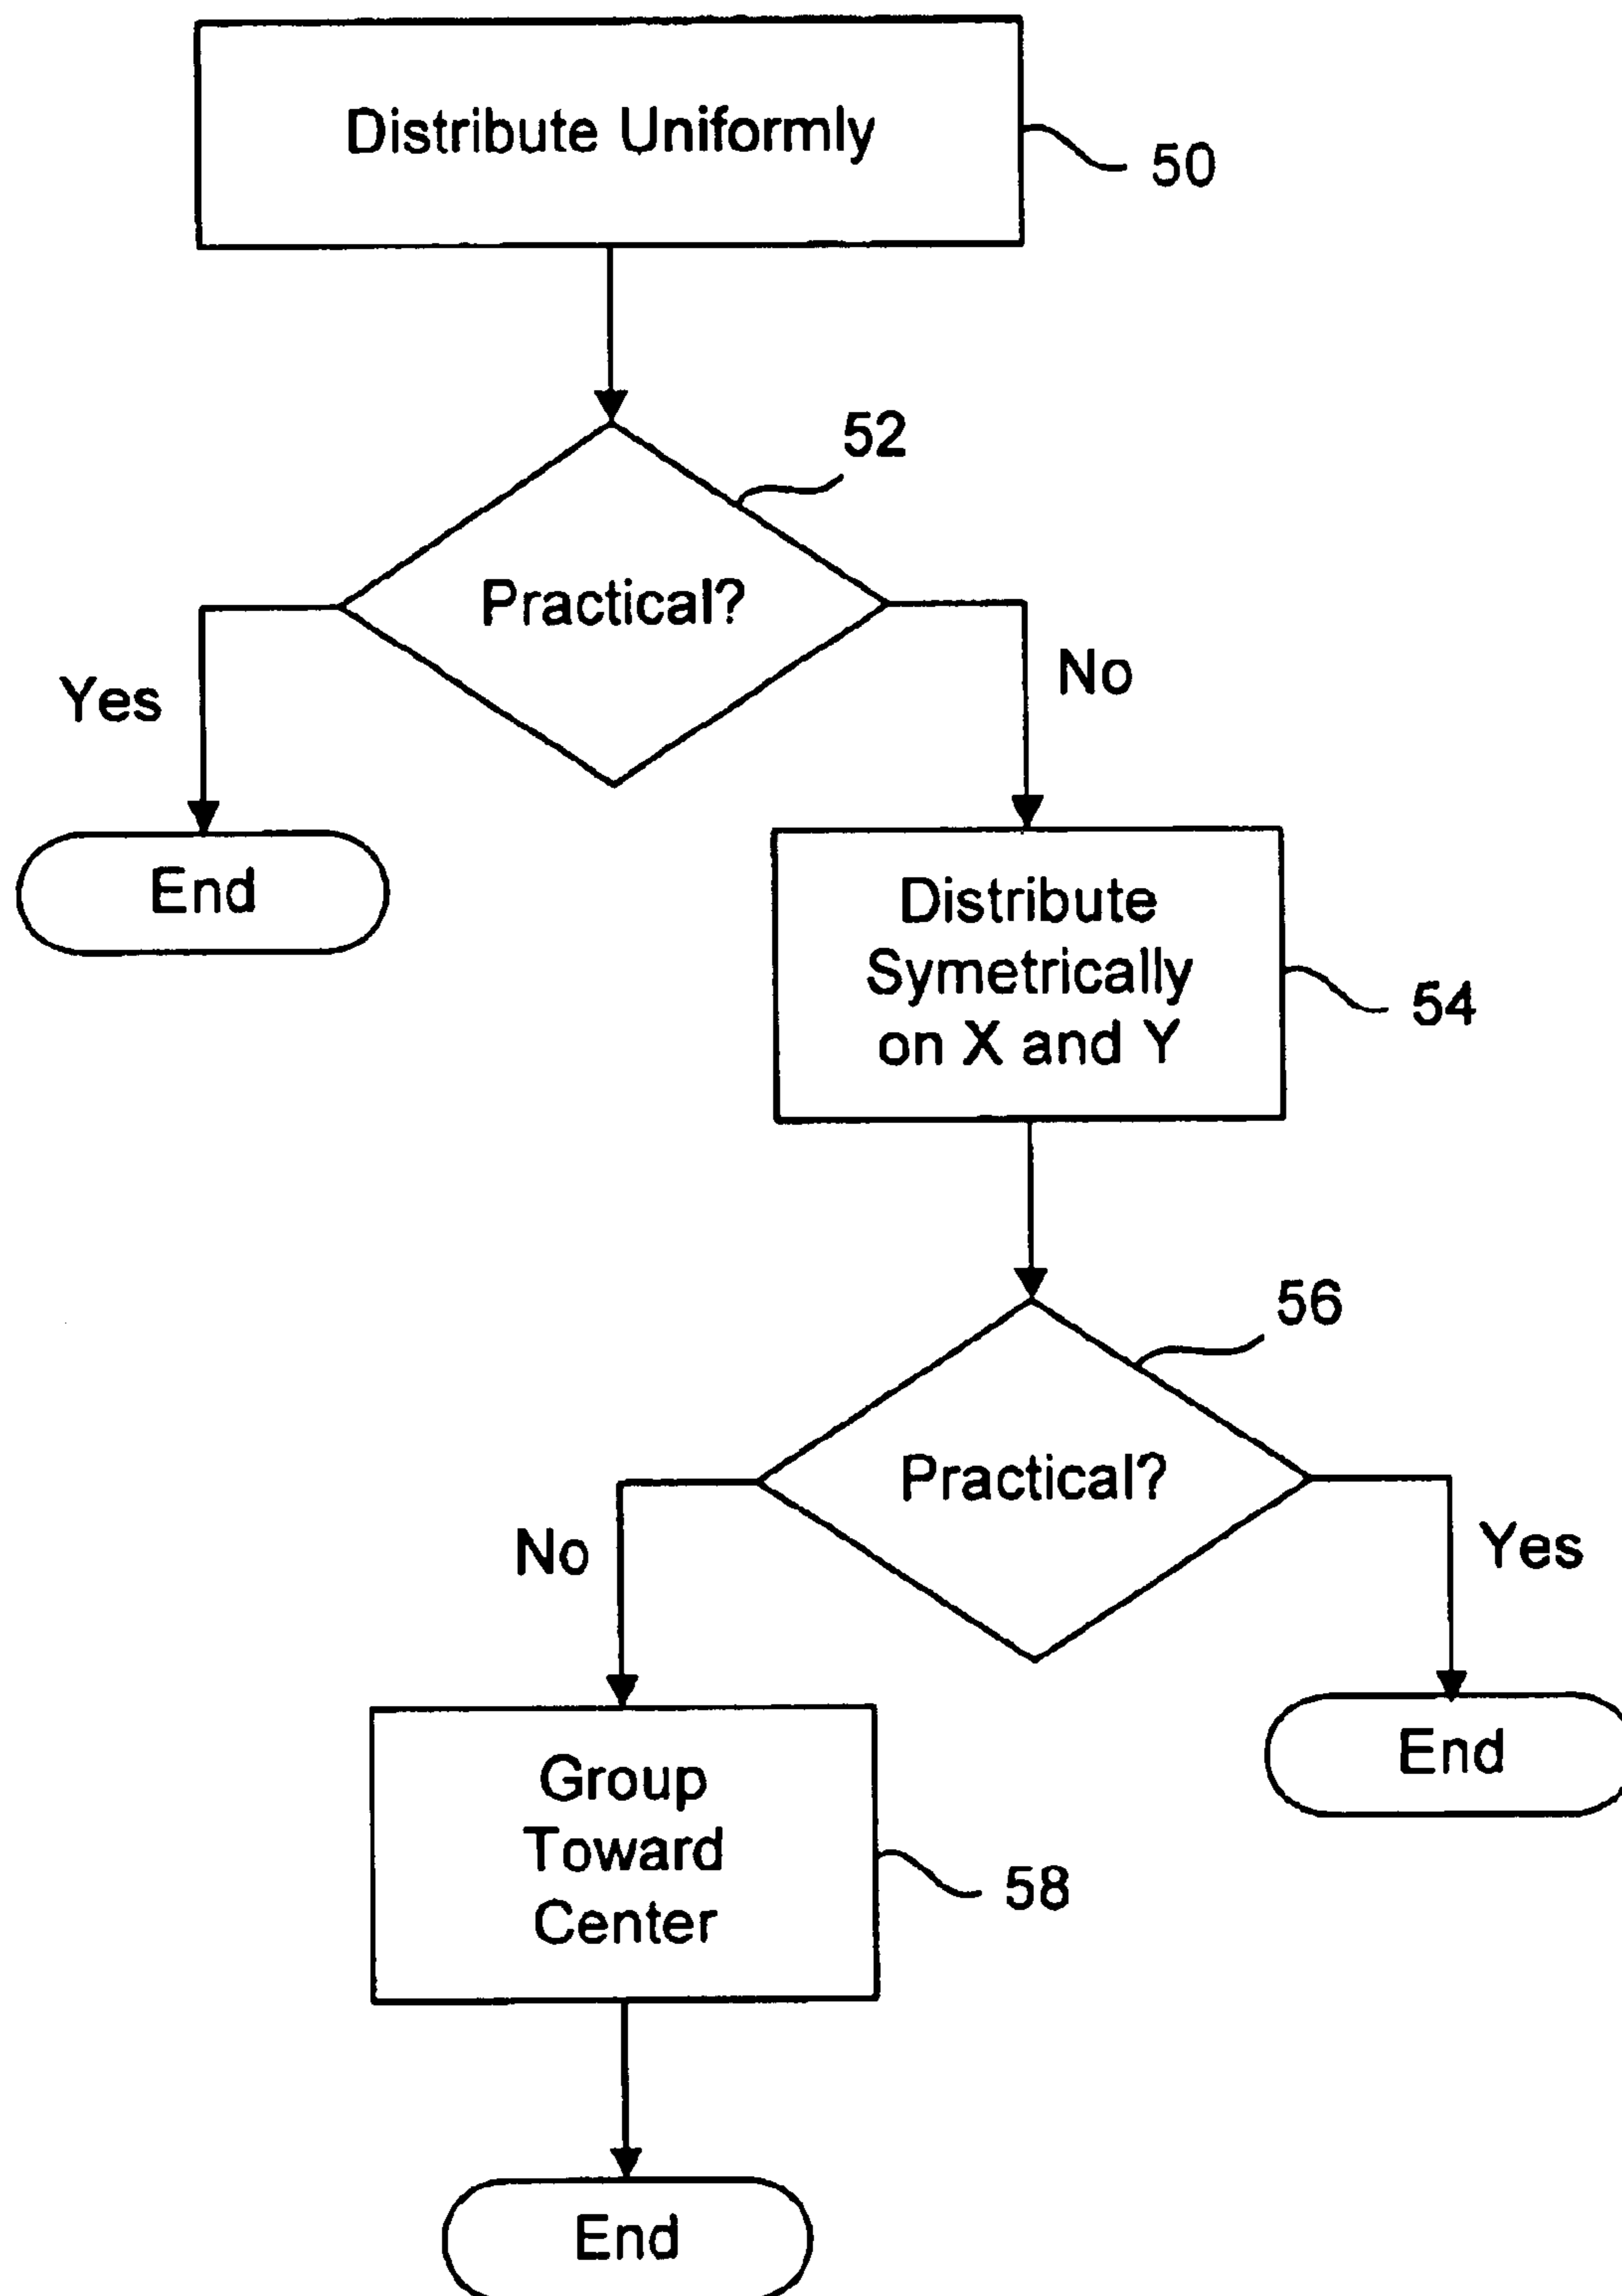 Distribute Uniformly
50
52
Practical?
Yes
No
End
Distribute
Symetrically
on X and Y
54
56
Practical?
No
Yes
End
Group
Toward
Center
58
End